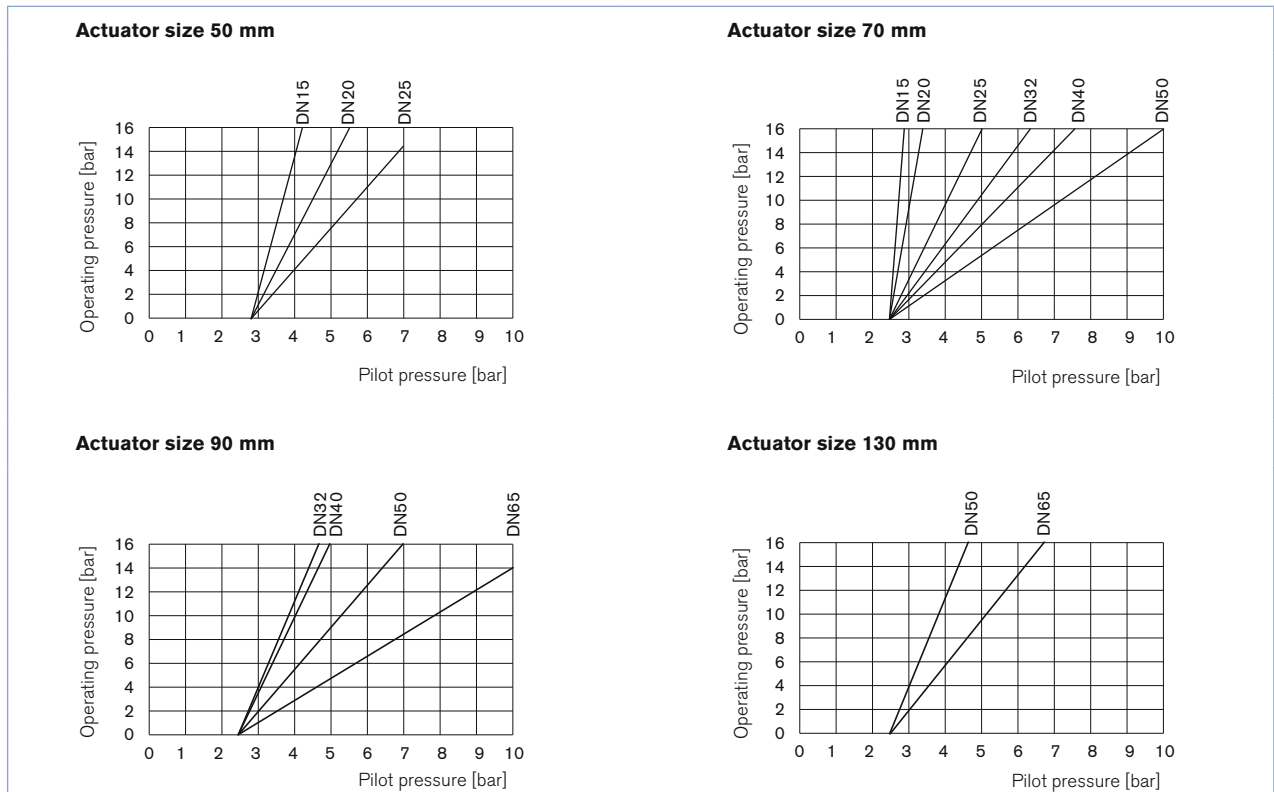 Actuator size 50 mm
DN15
DN20
DN25
Operating pressure [bar]
16
14
12
10
8
6
4
2
0
0 1 2 3 4 5 6 7 8 9 10
Pilot pressure [bar]
Actuator size 70 mm
DN15
DN20
DN25
DN32
DN40
DN50
Operating pressure [bar]
16
14
12
10
8
6
4
2
0
0 1 2 3 4 5 6 7 8 9 10
Pilot pressure [bar]
Actuator size 90 mm
DN32
DN40
DN50
DN65
Operating pressure [bar]
16
14
12
10
8
6
4
2
0
0 1 2 3 4 5 6 7 8 9 10
Pilot pressure [bar]
Actuator size 130 mm
DN50
DN65
Operating pressure [bar]
16
14
12
10
8
6
4
2
0
0 1 2 3 4 5 6 7 8 9 10
Pilot pressure [bar]